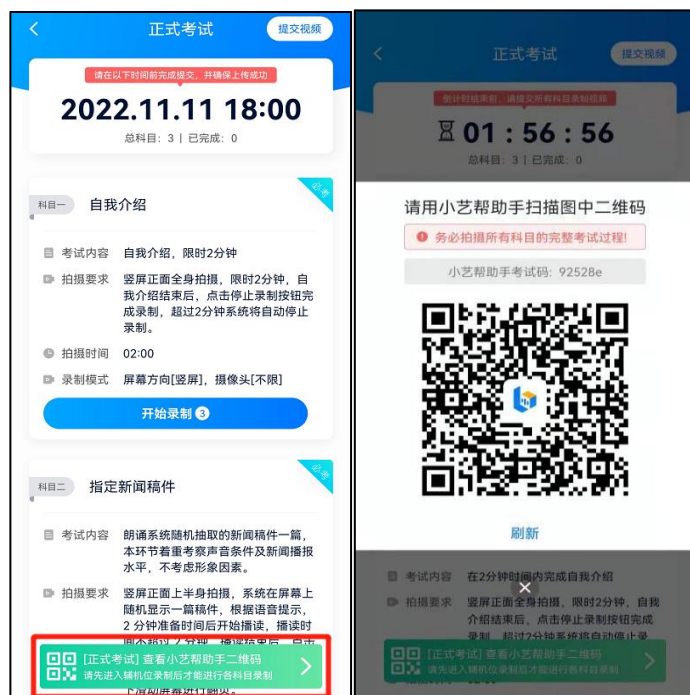 正式考试
提交视频
请在以下时间前完成提交，并确保上传成功
2022.11.11 18:00
总科目：3 | 已完成：0
科目一
自我介绍
必考
考试内容
自我介绍，限时2分钟
拍摄要求
竖屏正面全身拍摄，限时2分钟，自
我介绍结束后，点击停止录制按钮完
成录制，超过2分钟系统将自动停止
录制。
拍摄时间
02:00
录制模式
屏幕方向[竖屏]，摄像头[不限]
开始录制 3
科目二
指定新闻稿件
必考
考试内容
朗诵系统随机抽取的新闻稿件一篇，
本环节着重考察声音条件及新闻播报
水平，不考虑形象因素。
拍摄要求
竖屏正面上半身拍摄，系统在屏幕上
随机显示一篇稿件，根据语音提示，
2 分钟准备时间后开始播读，播读时
间不超过 2 分钟，播读结束后，点击
[正式考试] 查看小艺帮助手二维码
请先进入辅机位录制后才能进行各科目录制
下滑动屏幕进行翻页。
正式考试
提交视频
倒计时结束前，请提交所有科目录制视频
01 : 56 : 56
总科目：3 | 已完成：0
请用小艺帮助手扫描图中二维码
务必拍摄所有科目的完整考试过程!
小艺帮助手考试码: 92528e
刷新
考试内容
在2分钟时间内完成自我介绍
拍摄要求
竖屏正面全身拍摄，限时2分钟，自我
介绍结束后，点击停止录制按钮完成
录制，超过2分钟系统将自动停止录
[正式考试] 查看小艺帮助手二维码
请先进入辅机位录制后才能进行各科目录制